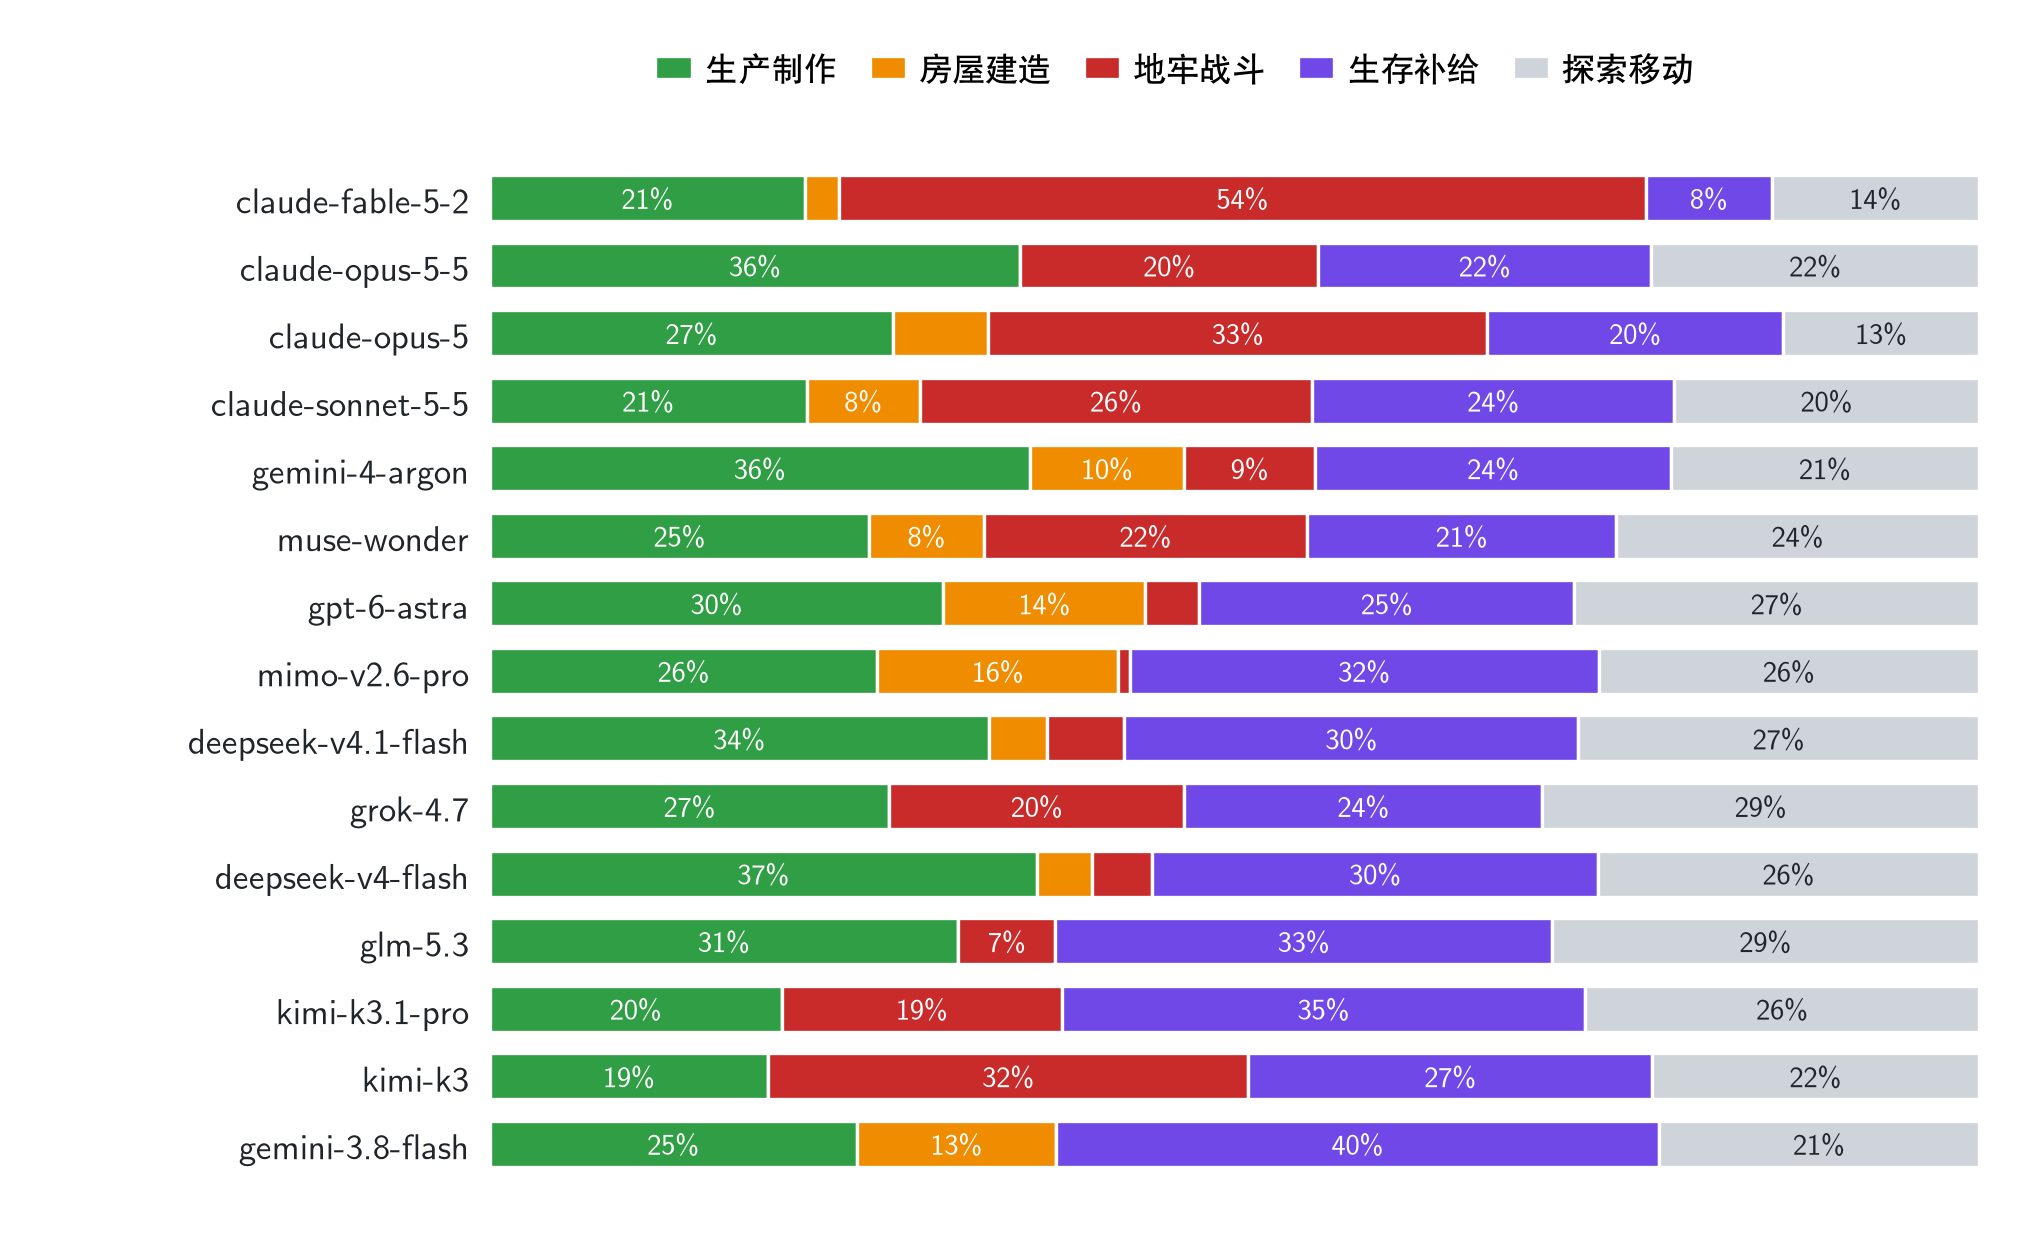 生产制作 房屋建造 地牢战斗 生存补给 探索移动
claude-fable-5-2 21% 54% 8% 14%
claude-opus-5-5 36% 20% 22% 22%
claude-opus-5 27% 33% 20% 13%
claude-sonnet-5-5 21% 8% 26% 24% 20%
gemini-4-argon 36% 10% 9% 24% 21%
muse-wonder 25% 8% 22% 21% 24%
gpt-6-astra 30% 14% 25% 27%
mimo-v2.6-pro 26% 16% 32% 26%
deepseek-v4.1-flash 34% 30% 27%
grok-4.7 27% 20% 24% 29%
deepseek-v4-flash 37% 30% 26%
glm-5.3 31% 7% 33% 29%
kimi-k3.1-pro 20% 19% 35% 26%
kimi-k3 19% 32% 27% 22%
gemini-3.8-flash 25% 13% 40% 21%